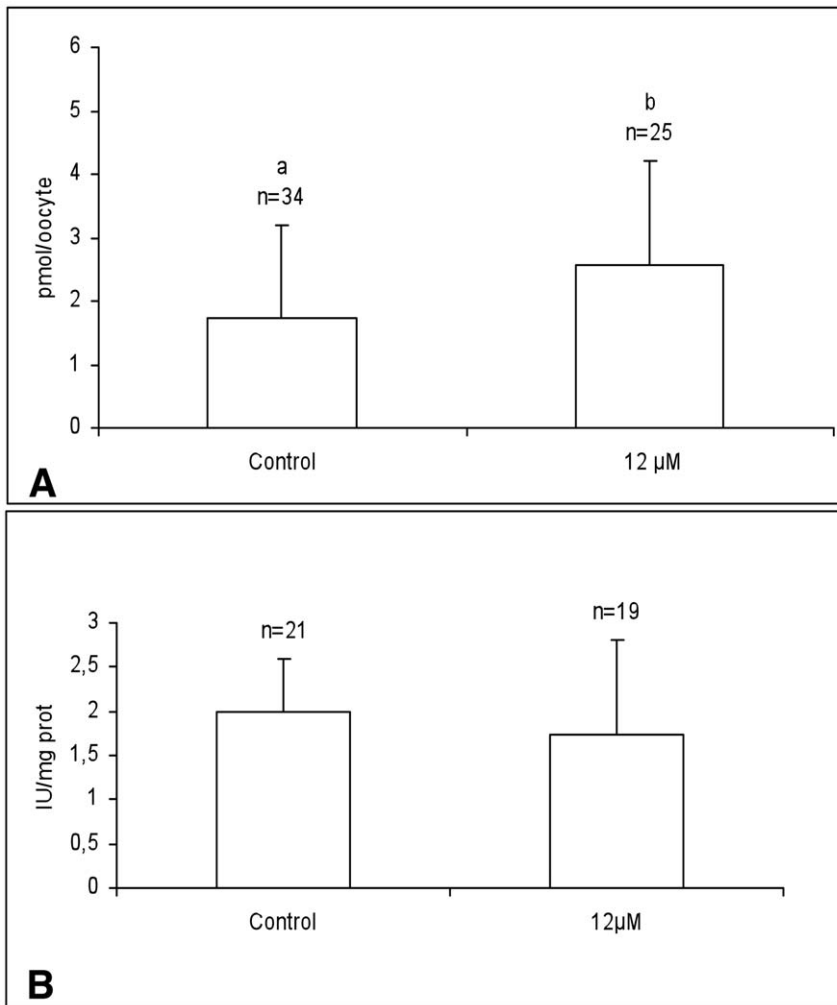 6
5
4
3
2
1
0
pmol/oocyte
a
n=34
b
n=25
Control
12 µM
A
3
2,5
2
1,5
1
0,5
0
IU/mg prot
n=21
n=19
Control
12µM
B